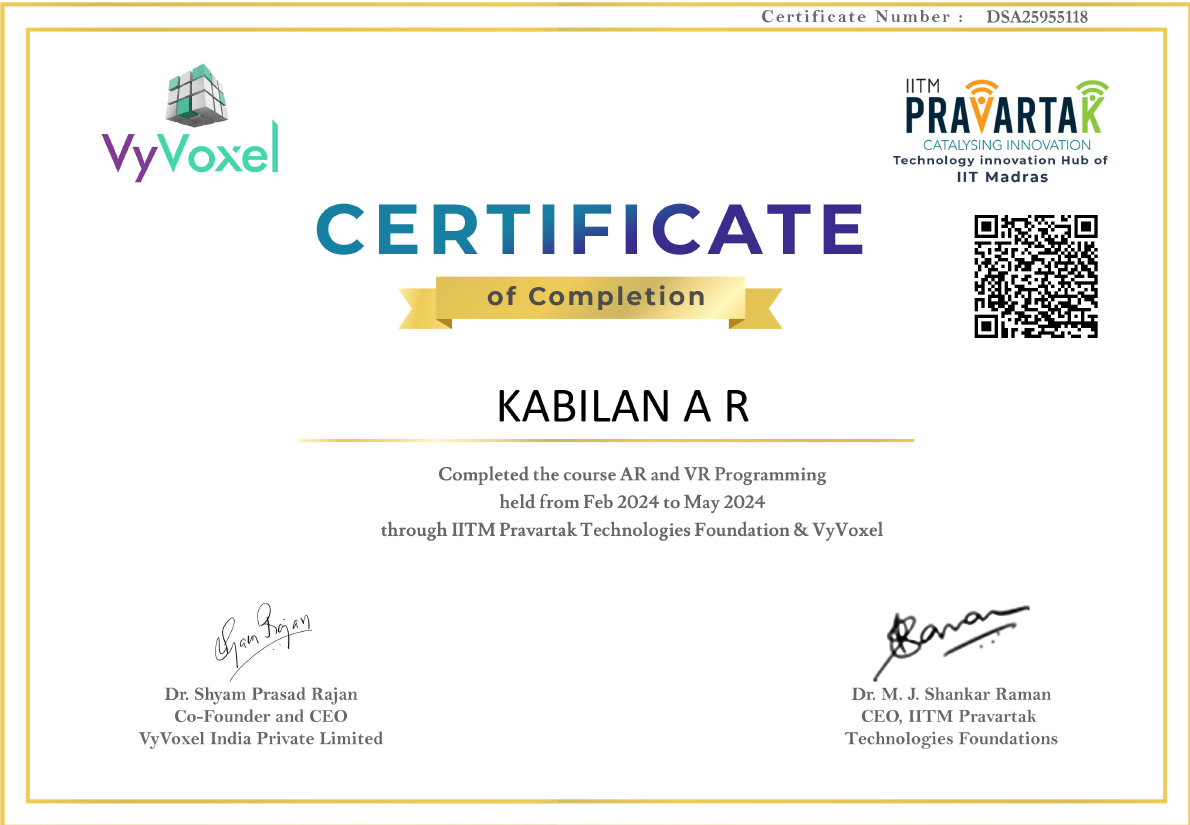 Certificate Number : DSA25955118
VyVoxel
IITM
PRAVARTAK
CATALYSING INNOVATION
Technology innovation Hub of
IIT Madras
CERTIFICATE
of Completion
KABILAN A R
Completed the course AR and VR Programming
held from Feb 2024 to May 2024
through IITM Pravartak Technologies Foundation & VyVoxel
Shyam Rajan
Dr. Shyam Prasad Rajan
Co-Founder and CEO
VyVoxel India Private Limited
Dr. M. J. Shankar Raman
CEO, IITM Pravartak
Technologies Foundations